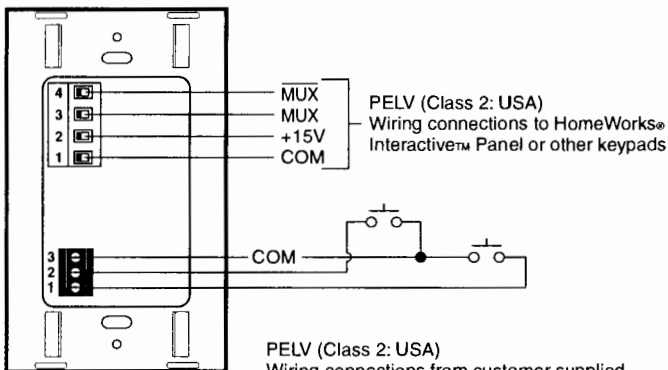 4 MUX
3 MUX
2 +15V
1 COM
PELV (Class 2: USA)
Wiring connections to HomeWorks®
Interactive™ Panel or other keypads
3 COM
2
1
PELV (Class 2: USA)
Wiring connections from customer supplied